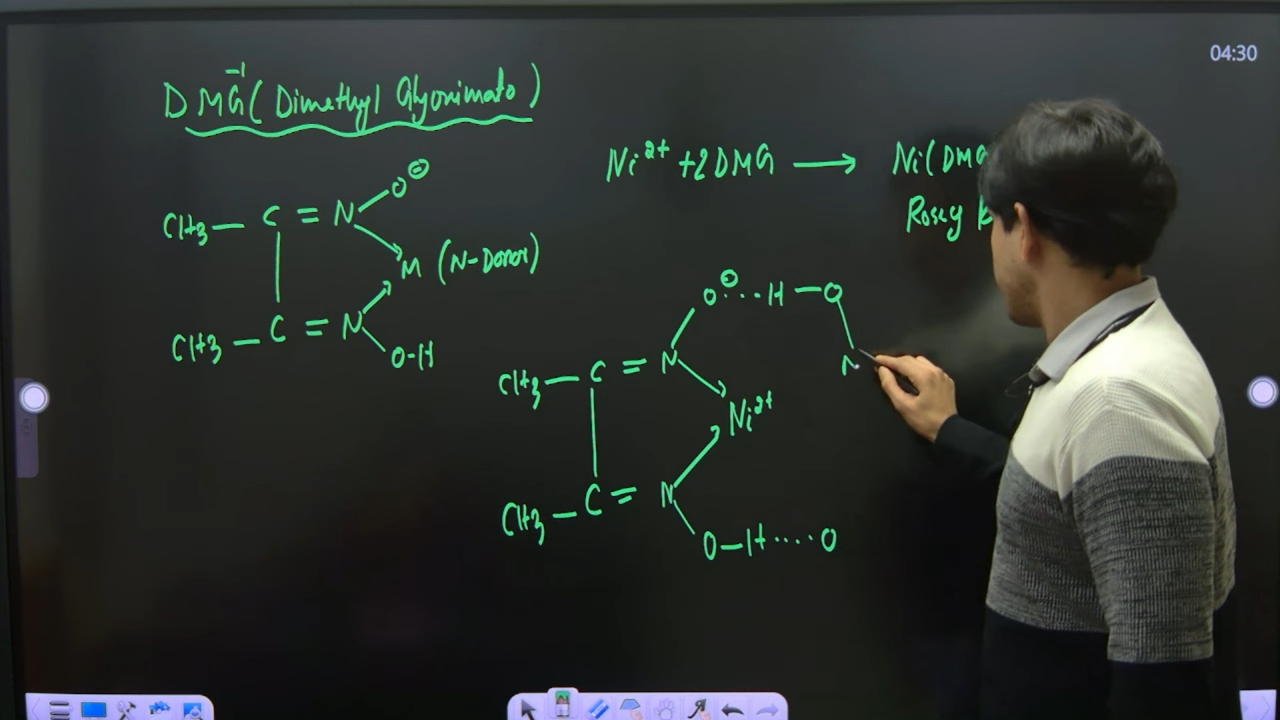 04:30
DMG⁻¹ (Dimethyl Glyoximato)
Ni²⁺ + 2DMG ⟶ Ni(DMG
Rosey
O⊖
CH3 — C = N
M (N-Donor)
CH3 — C = N
O-H
O⊖ ... H — O
CH3 — C = N N
Ni²⁺
CH3 — C = N
O — H .... O